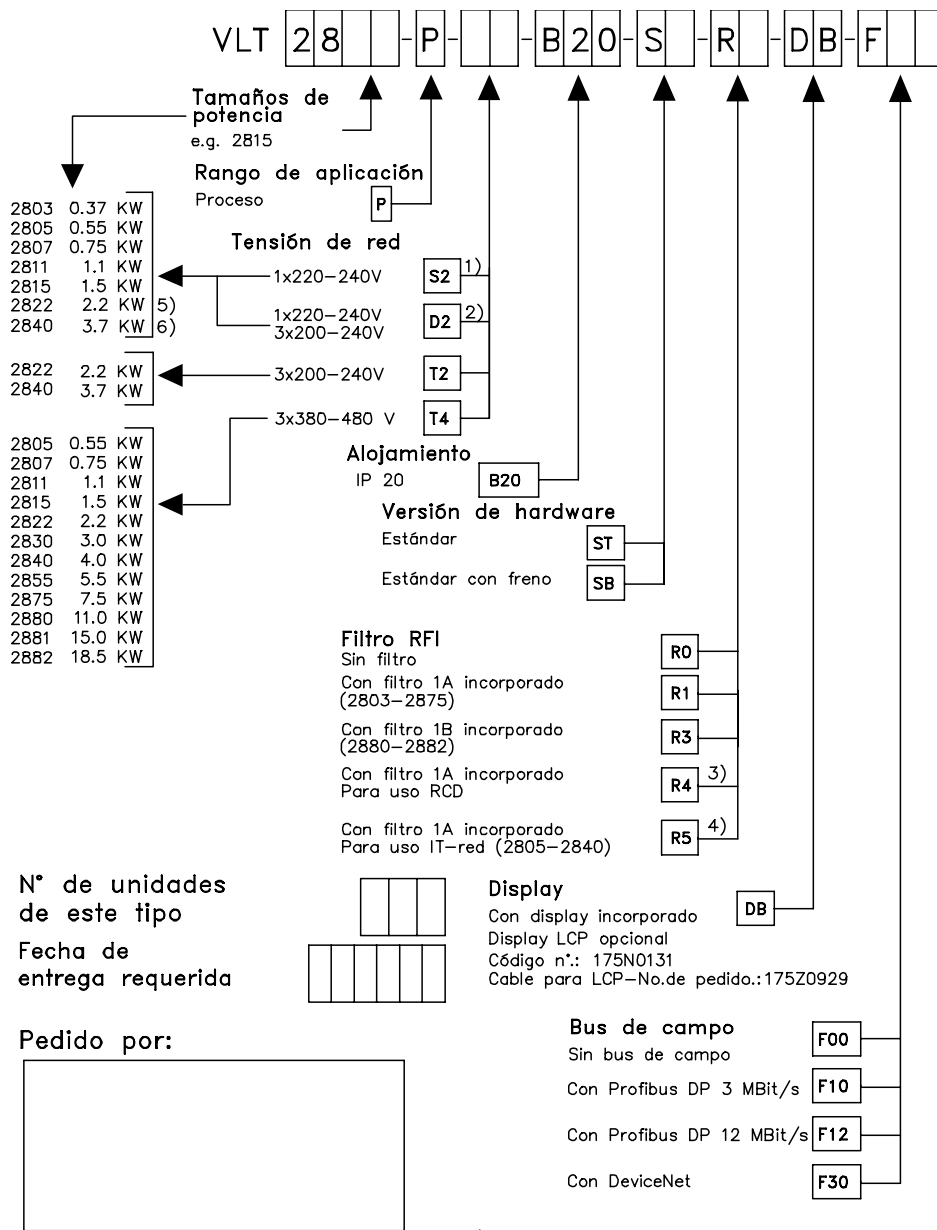 VLT 28 -P- -B20-S -R -DB-F
Tamaños de
potencia
e.g. 2815
Rango de aplicación
Proceso
P
2803 0.37 KW
2805 0.55 KW
2807 0.75 KW
2811 1.1 KW
2815 1.5 KW
2822 2.2 KW 5)
2840 3.7 KW 6)
Tensión de red
1x220-240V S2 1)
1x220-240V
3x200-240V D2 2)
2822 2.2 KW
2840 3.7 KW
3x200-240V T2
3x380-480 V T4
2805 0.55 KW
2807 0.75 KW
2811 1.1 KW
2815 1.5 KW
2822 2.2 KW
2830 3.0 KW
2840 4.0 KW
2855 5.5 KW
2875 7.5 KW
2880 11.0 KW
2881 15.0 KW
2882 18.5 KW
Alojamiento
IP 20 B20
Versión de hardware
Estándar ST
Estándar con freno SB
Filtro RFI
Sin filtro R0
Con filtro 1A incorporado
(2803-2875) R1
Con filtro 1B incorporado
(2880-2882) R3
Con filtro 1A incorporado
Para uso RCD R4 3)
Con filtro 1A incorporado
Para uso IT-red (2805-2840) R5 4)
N° de unidades
de este tipo
Fecha de
entrega requerida
Display
Con display incorporado DB
Display LCP opcional
Código n°.: 175N0131
Cable para LCP-No.de pedido.:175Z0929
Pedido por:
Bus de campo
Sin bus de campo F00
Con Profibus DP 3 MBit/s F10
Con Profibus DP 12 MBit/s F12
Con DeviceNet F30